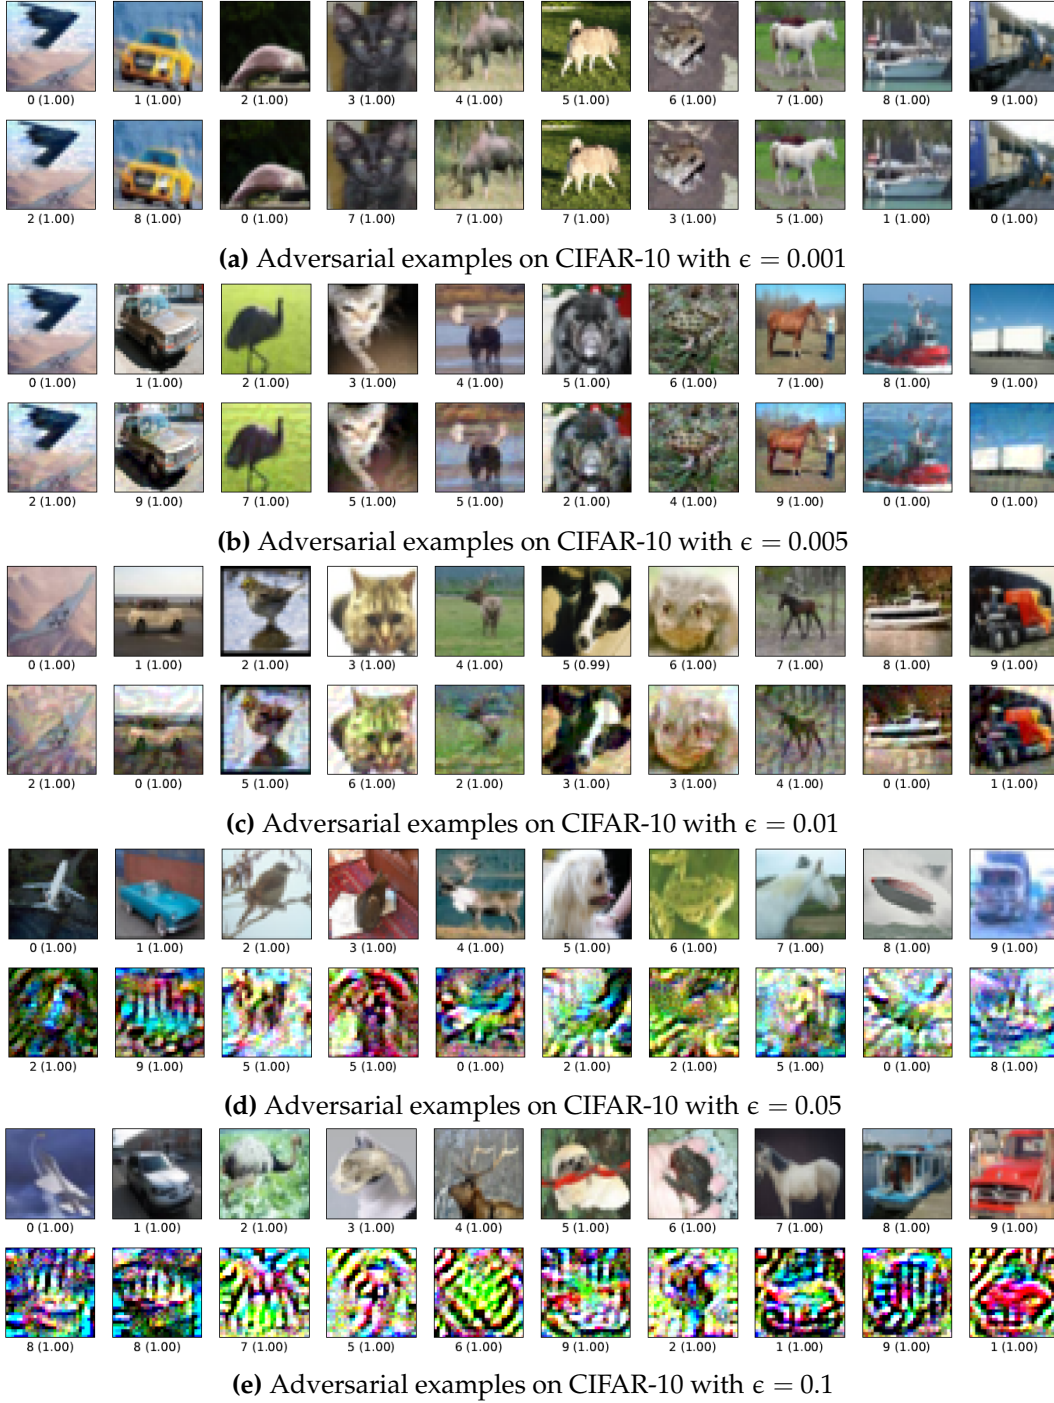 0 (1.00) 1 (1.00) 2 (1.00) 3 (1.00) 4 (1.00) 5 (1.00) 6 (1.00) 7 (1.00) 8 (1.00) 9 (1.00)
2 (1.00) 8 (1.00) 0 (1.00) 7 (1.00) 7 (1.00) 7 (1.00) 3 (1.00) 5 (1.00) 1 (1.00) 0 (1.00)
(a) Adversarial examples on CIFAR-10 with ϵ = 0.001
0 (1.00) 1 (1.00) 2 (1.00) 3 (1.00) 4 (1.00) 5 (1.00) 6 (1.00) 7 (1.00) 8 (1.00) 9 (1.00)
2 (1.00) 9 (1.00) 7 (1.00) 5 (1.00) 5 (1.00) 2 (1.00) 4 (1.00) 9 (1.00) 0 (1.00) 0 (1.00)
(b) Adversarial examples on CIFAR-10 with ϵ = 0.005
0 (1.00) 1 (1.00) 2 (1.00) 3 (1.00) 4 (1.00) 5 (0.99) 6 (1.00) 7 (1.00) 8 (1.00) 9 (1.00)
2 (1.00) 0 (1.00) 5 (1.00) 6 (1.00) 2 (1.00) 3 (1.00) 3 (1.00) 4 (1.00) 0 (1.00) 1 (1.00)
(c) Adversarial examples on CIFAR-10 with ϵ = 0.01
0 (1.00) 1 (1.00) 2 (1.00) 3 (1.00) 4 (1.00) 5 (1.00) 6 (1.00) 7 (1.00) 8 (1.00) 9 (1.00)
2 (1.00) 9 (1.00) 5 (1.00) 5 (1.00) 0 (1.00) 2 (1.00) 2 (1.00) 5 (1.00) 0 (1.00) 8 (1.00)
(d) Adversarial examples on CIFAR-10 with ϵ = 0.05
0 (1.00) 1 (1.00) 2 (1.00) 3 (1.00) 4 (1.00) 5 (1.00) 6 (1.00) 7 (1.00) 8 (1.00) 9 (1.00)
8 (1.00) 8 (1.00) 7 (1.00) 5 (1.00) 6 (1.00) 9 (1.00) 2 (1.00) 1 (1.00) 9 (1.00) 1 (1.00)
(e) Adversarial examples on CIFAR-10 with ϵ = 0.1